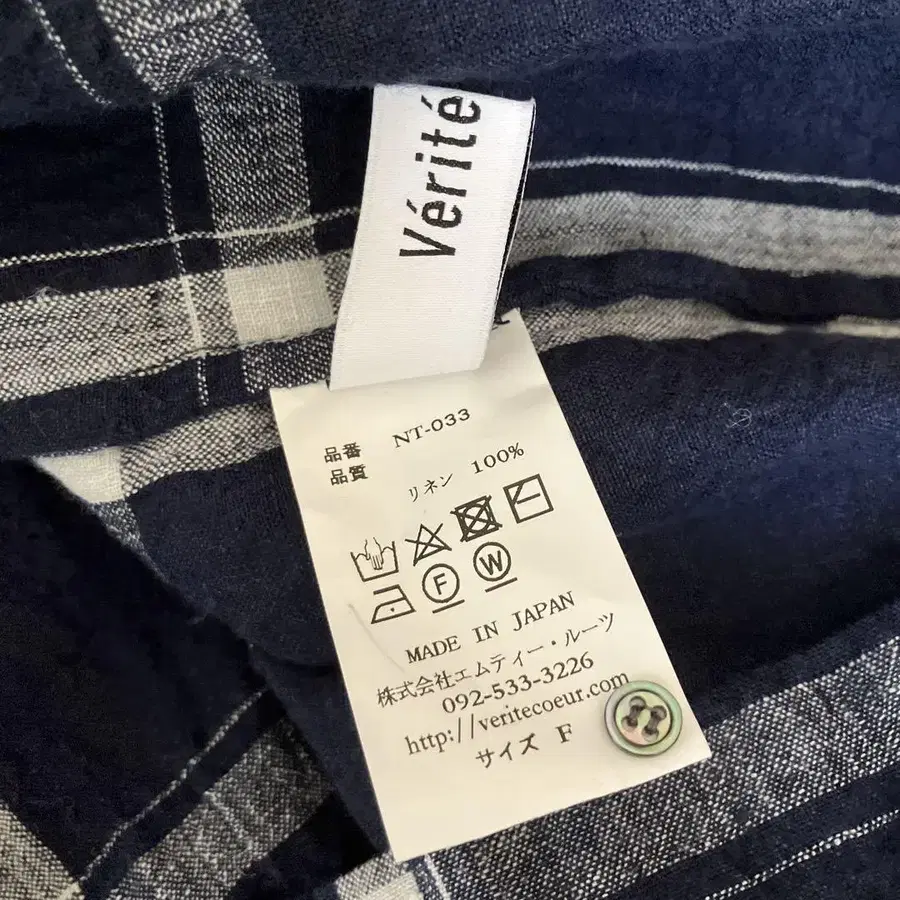 Vérité
品番 NT-033
品質
リネン 100%
F W
MADE IN JAPAN
株式会社エムティー・ルーツ
092-533-3226
http://veritecoeur.com
サイズ F